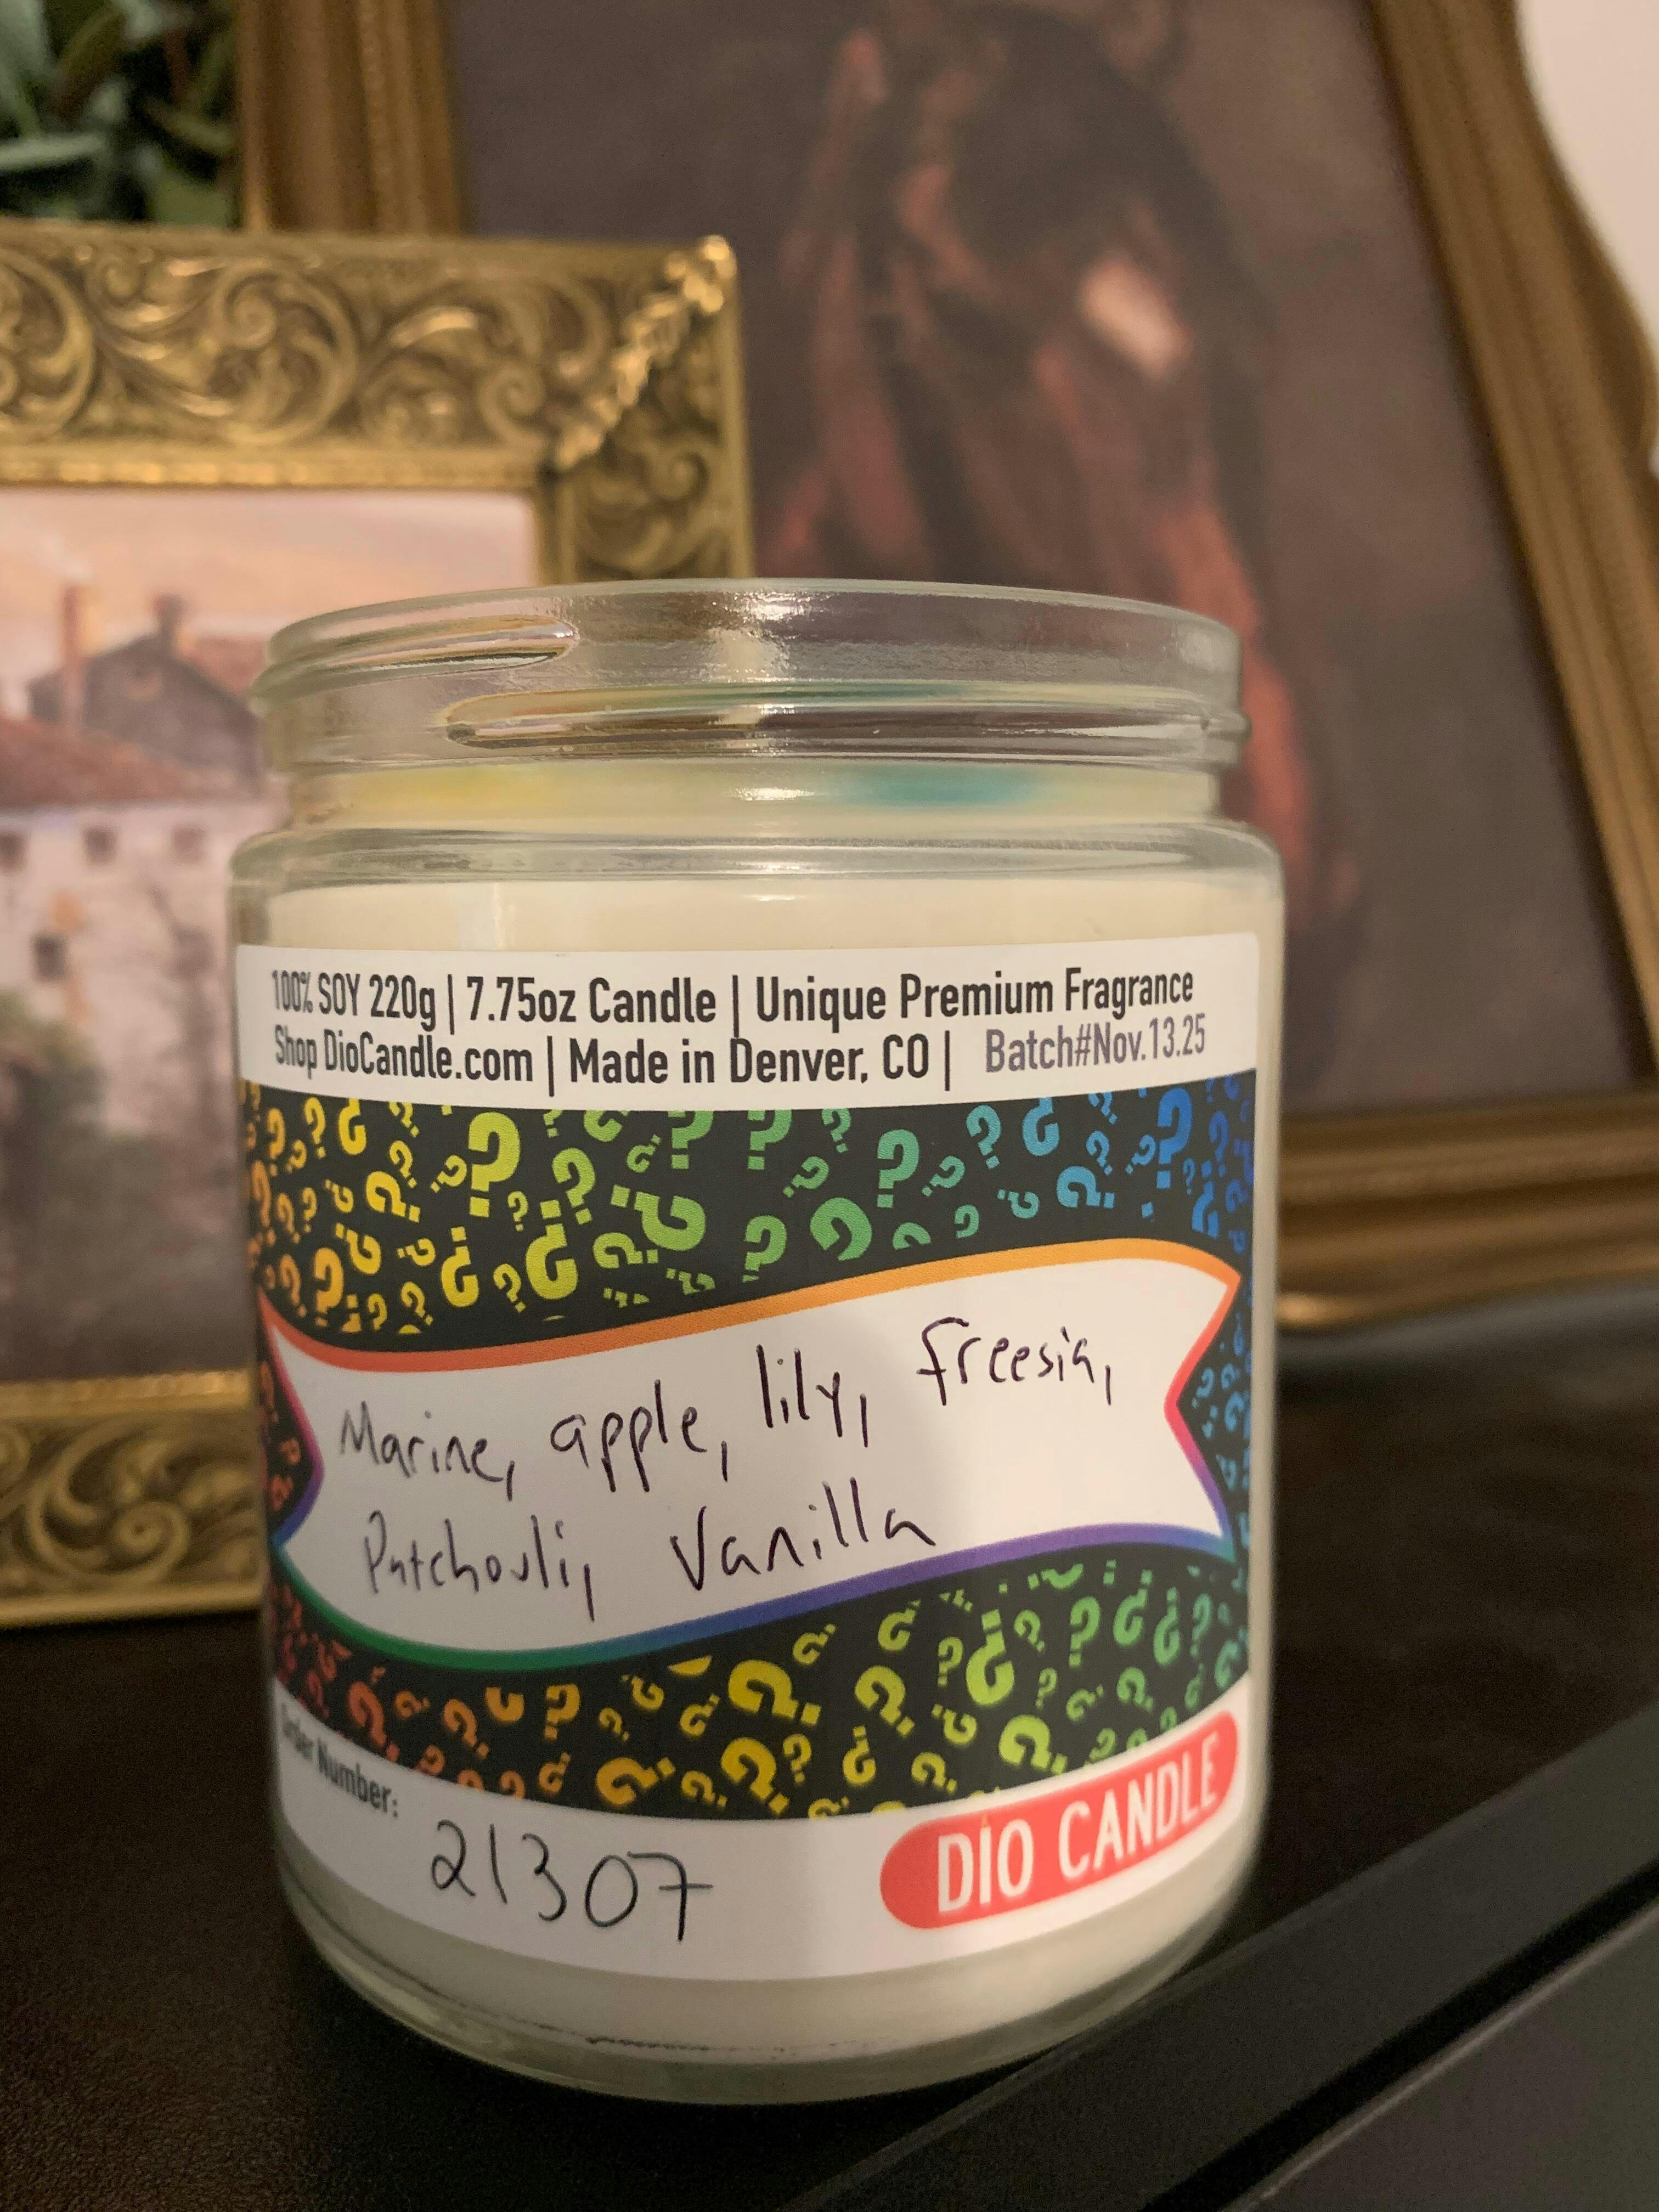 100% SOY 220g | 7.75oz Candle | Unique Premium Fragrance
Shop DioCandle.com | Made in Denver, CO | Batch#Nov.13.25
Marine, apple, lily, freesia,
Patchouli, Vanilla
Order Number: 21307
DIO CANDLE